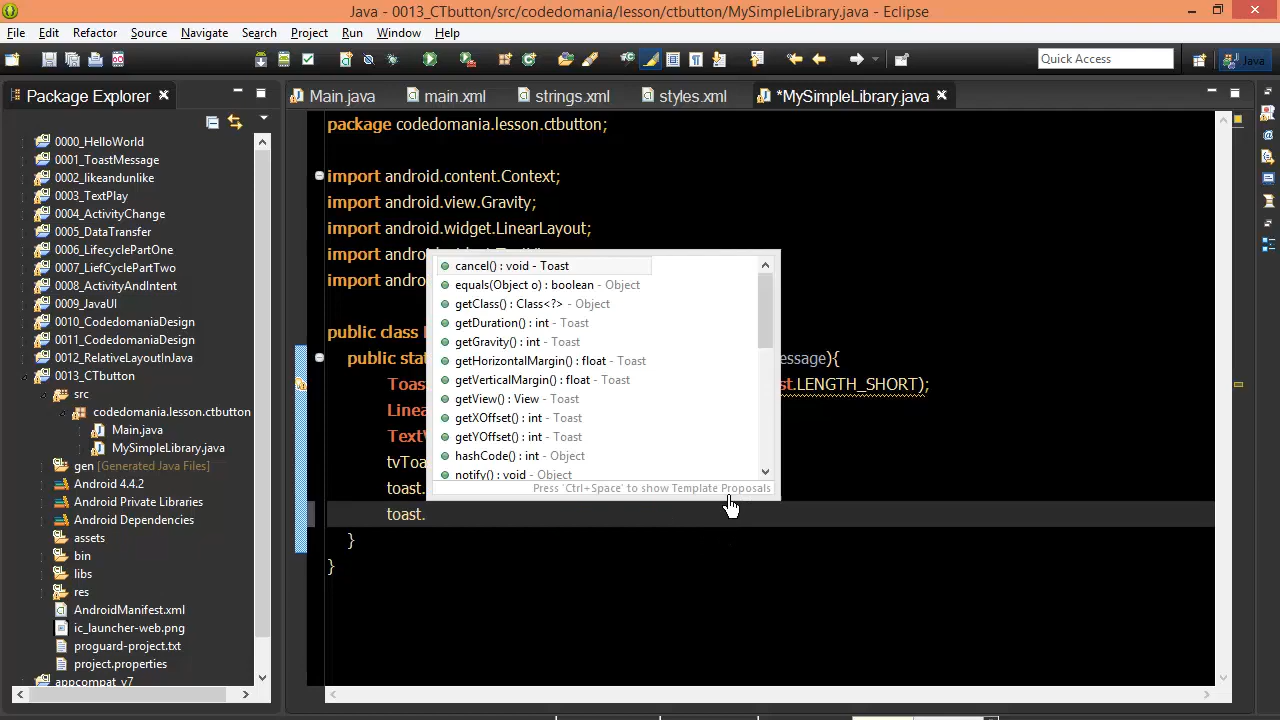 Java - 0013_CTbutton/src/codedomania/lesson/ctbutton/MySimpleLibrary.java - Eclipse
File Edit Refactor Source Navigate Search Project Run Window Help
Quick Access
Java
Package Explorer
Main.java
main.xml
strings.xml
styles.xml
*MySimpleLibrary.java
0000_HelloWorld
0001_ToastMessage
0002_likeandunlike
0003_TextPlay
0004_ActivityChange
0005_DataTransfer
0006_LifecyclePartOne
0007_LiefCyclePartTwo
0008_ActivityAndIntent
0009_JavaUI
0010_CodedomaniaDesign
0011_CodedomaniaDesign
0012_RelativeLayoutInJava
0013_CTbutton
src
codedomania.lesson.ctbutton
Main.java
MySimpleLibrary.java
gen [Generated Java Files]
Android 4.4.2
Android Private Libraries
Android Dependencies
assets
bin
libs
res
AndroidManifest.xml
ic_launcher-web.png
proguard-project.txt
project.properties
appcompat_v7
package codedomania.lesson.ctbutton;
import android.content.Context;
import android.view.Gravity;
import android.widget.LinearLayout;
import andro
import andro
public class
public stat essage){
Toas t.LENGTH_SHORT);
Linea
TextV
tvToa
toast.
toast.
}
}
cancel() : void - Toast
equals(Object o) : boolean - Object
getClass() : Class<?> - Object
getDuration() : int - Toast
getGravity() : int - Toast
getHorizontalMargin() : float - Toast
getVerticalMargin() : float - Toast
getView() : View - Toast
getXOffset() : int - Toast
getYOffset() : int - Toast
hashCode() : int - Object
notify() : void - Object
Press 'Ctrl+Space' to show Template Proposals